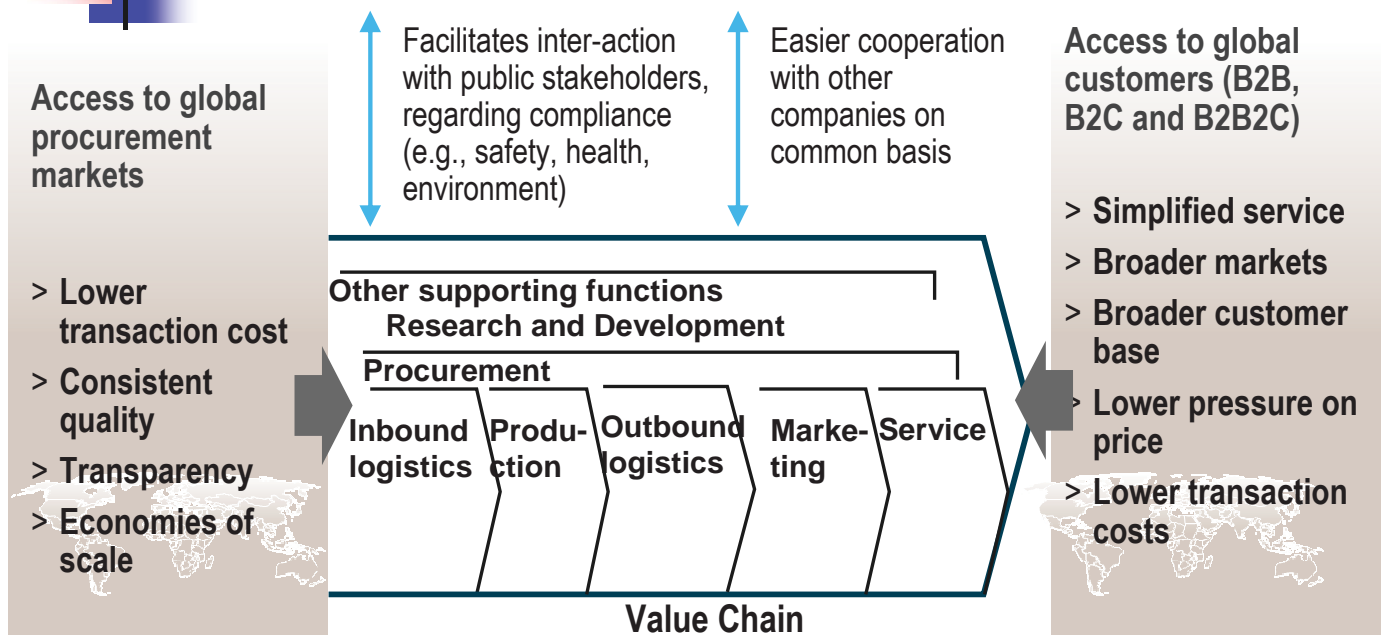 Access to global
procurement
markets
> Lower
transaction cost
> Consistent
quality
> Transparency
> Economies of
scale
Facilitates inter-action
with public stakeholders,
regarding compliance
(e.g., safety, health,
environment)
Easier cooperation
with other
companies on
common basis
Other supporting functions
Research and Development
Procurement
Inbound
logistics
Produ-
ction
Outbound
logistics
Marke-
ting
Service
Value Chain
Access to global
customers (B2B,
B2C and B2B2C)
> Simplified service
> Broader markets
> Broader customer
base
> Lower pressure on
price
> Lower transaction
costs